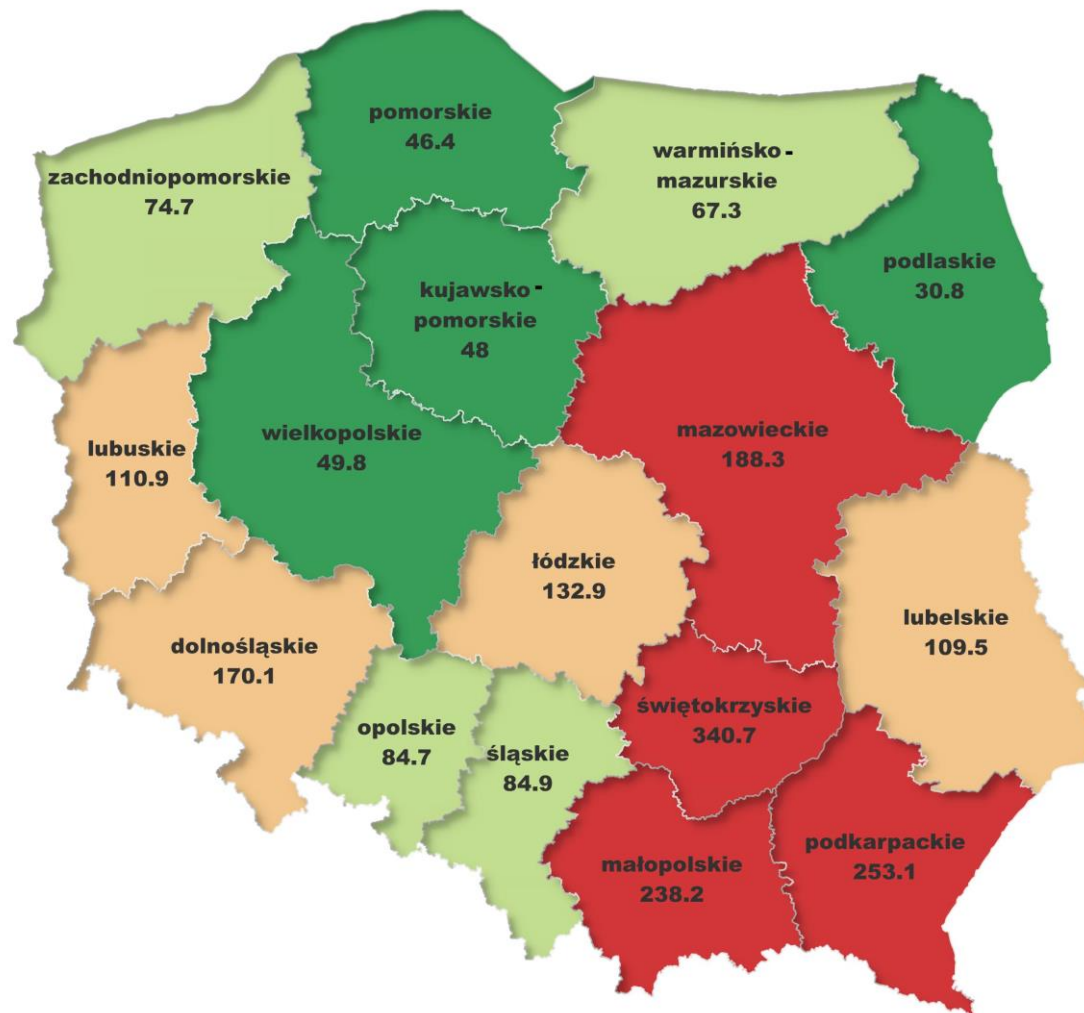 pomorskie
46.4
warmińsko-
mazurskie
67.3
zachodniopomorskie
74.7
podlaskie
30.8
kujawsko-
pomorskie
48
wielkopolskie
49.8
mazowieckie
188.3
lubuskie
110.9
łódzkie
132.9
lubelskie
109.5
dolnośląskie
170.1
świętokrzyskie
340.7
opolskie
84.7
śląskie
84.9
małopolskie
238.2
podkarpackie
253.1